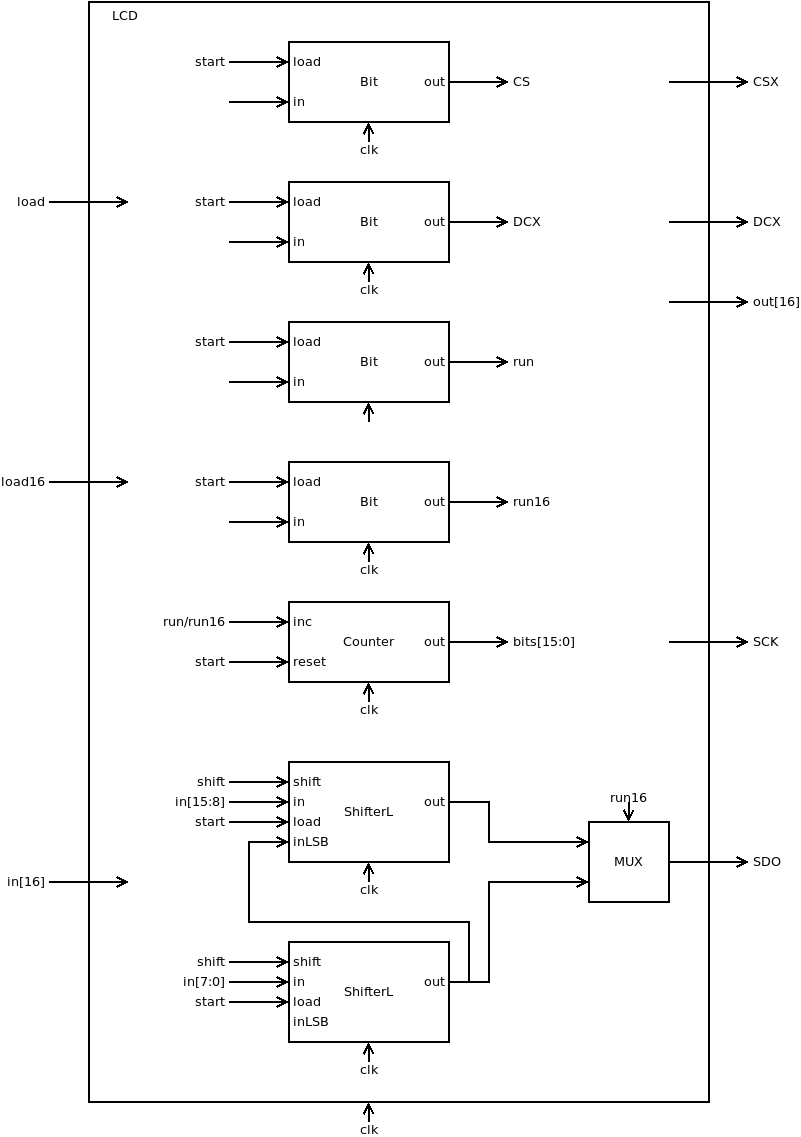 LCD
start
load
Bit
out
CS
CSX
in
clk
load
start
load
Bit
out
DCX
DCX
in
clk
out[16]
start
load
Bit
out
run
in
load16
start
load
Bit
out
run16
in
clk
run/run16
inc
Counter
out
bits[15:0]
SCK
start
reset
clk
shift
shift
in[15:8]
in
ShifterL
out
run16
start
load
inLSB
clk
MUX
SDO
in[16]
shift
shift
in[7:0]
in
ShifterL
out
start
load
inLSB
clk
clk